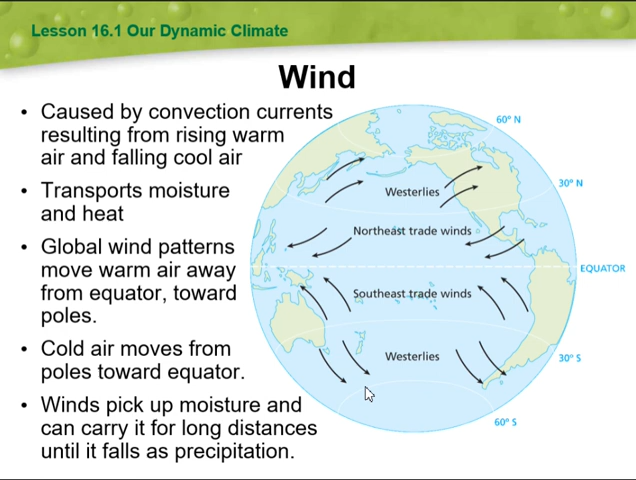 Lesson 16.1 Our Dynamic Climate
Wind
• Caused by convection currents
resulting from rising warm
air and falling cool air
• Transports moisture
and heat
• Global wind patterns
move warm air away
from equator, toward
poles.
• Cold air moves from
poles toward equator.
• Winds pick up moisture and
can carry it for long distances
until it falls as precipitation.
60° N
30° N
Westerlies
Northeast trade winds
EQUATOR
Southeast trade winds
Westerlies
30° S
60° S